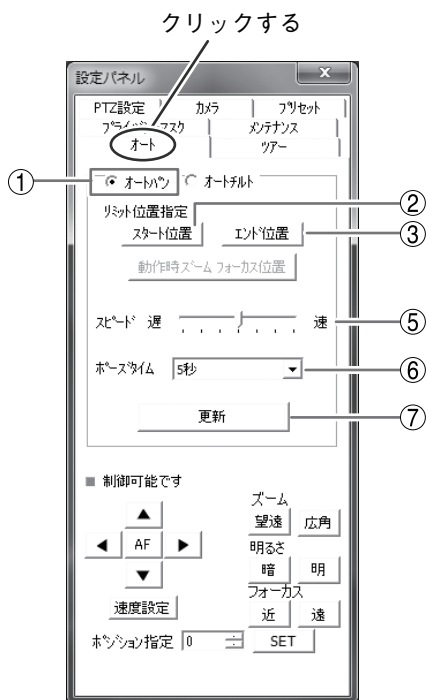 クリックする
設定パネル
PTZ設定 カメラ プリセット
プライバシーマスク メンテナンス
オート ツアー
① オートパン オートチルト
リミット位置指定 ②
スタート位置 エンド位置 ③
動作時ズーム フォーカス位置
スピード 遅 速 ⑤
ポーズタイム 5秒 ⑥
更新 ⑦
制御可能です
ズーム
望遠 広角
AF
明るさ
暗 明
フォーカス
速度設定 近 遠
ポジション指定 0 SET